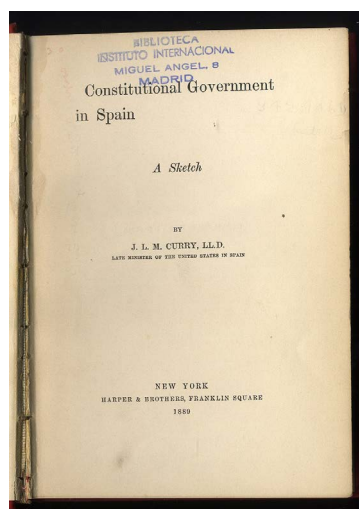 BIBLIOTECA
INSTITUTO INTERNACIONAL
MIGUEL ANGEL, 8
MADRID
Constitutional Government
in Spain
A Sketch
BY
J. L. M. CURRY, LL.D.
LATE MINISTER OF THE UNITED STATES IN SPAIN
NEW YORK
HARPER & BROTHERS, FRANKLIN SQUARE
1889